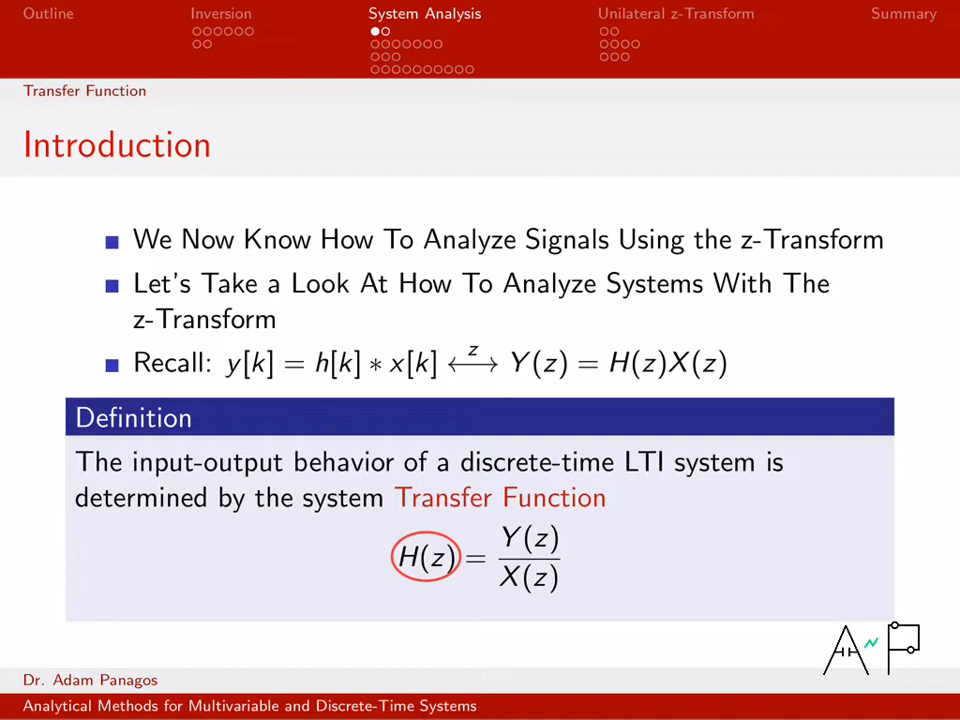 Outline Inversion System Analysis Unilateral z-Transform Summary
Transfer Function
Introduction
We Now Know How To Analyze Signals Using the z-Transform
Let's Take a Look At How To Analyze Systems With The
z-Transform
Recall: y[k] = h[k] ∗ x[k] ⟷ᶻ Y(z) = H(z)X(z)
Definition
The input-output behavior of a discrete-time LTI system is
determined by the system Transfer Function
H(z) = Y(z) / X(z)
AP
Dr. Adam Panagos
Analytical Methods for Multivariable and Discrete-Time Systems